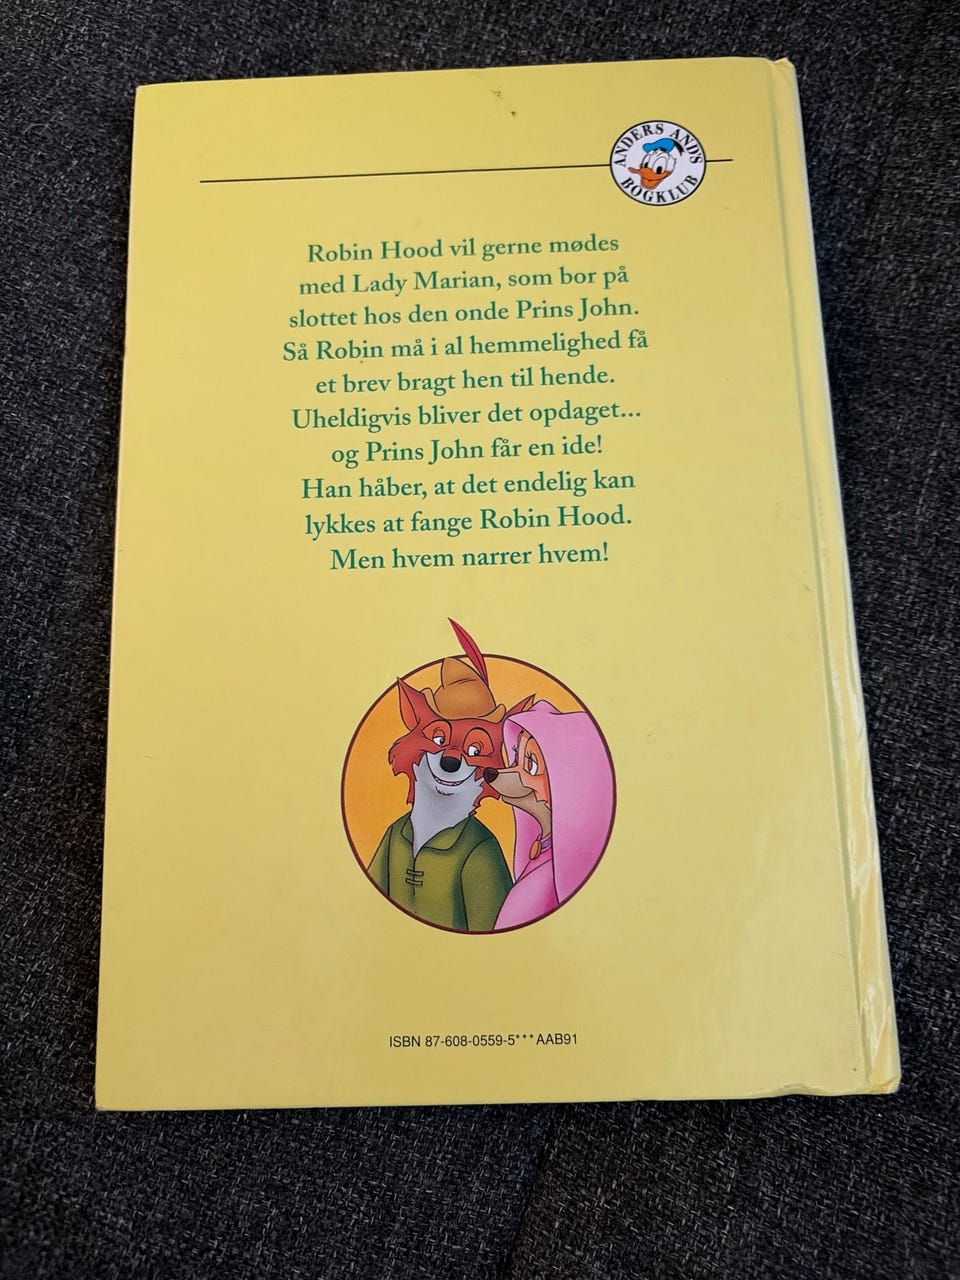 ANDERS AND'S
BOGKLUB
Robin Hood vil gerne mødes
med Lady Marian, som bor på
slottet hos den onde Prins John.
Så Robin må i al hemmelighed få
et brev bragt hen til hende.
Uheldigvis bliver det opdaget...
og Prins John får en ide!
Han håber, at det endelig kan
lykkes at fange Robin Hood.
Men hvem narrer hvem!
ISBN 87-608-0559-5***AAB91